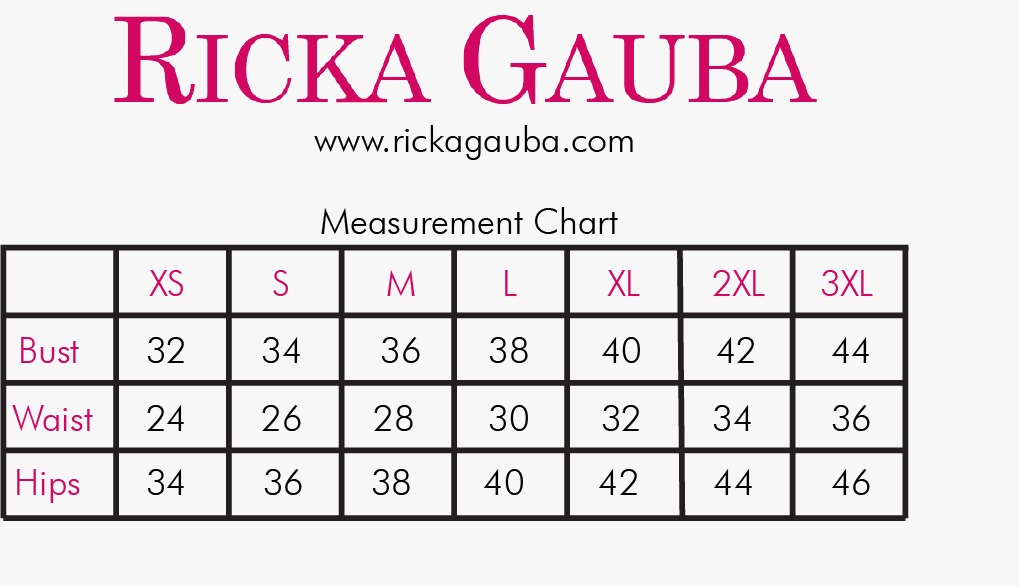 RICKA GAUBA
www.rickagauba.com
Measurement Chart
XS S M L XL 2XL 3XL
Bust 32 34 36 38 40 42 44
Waist 24 26 28 30 32 34 36
Hips 34 36 38 40 42 44 46